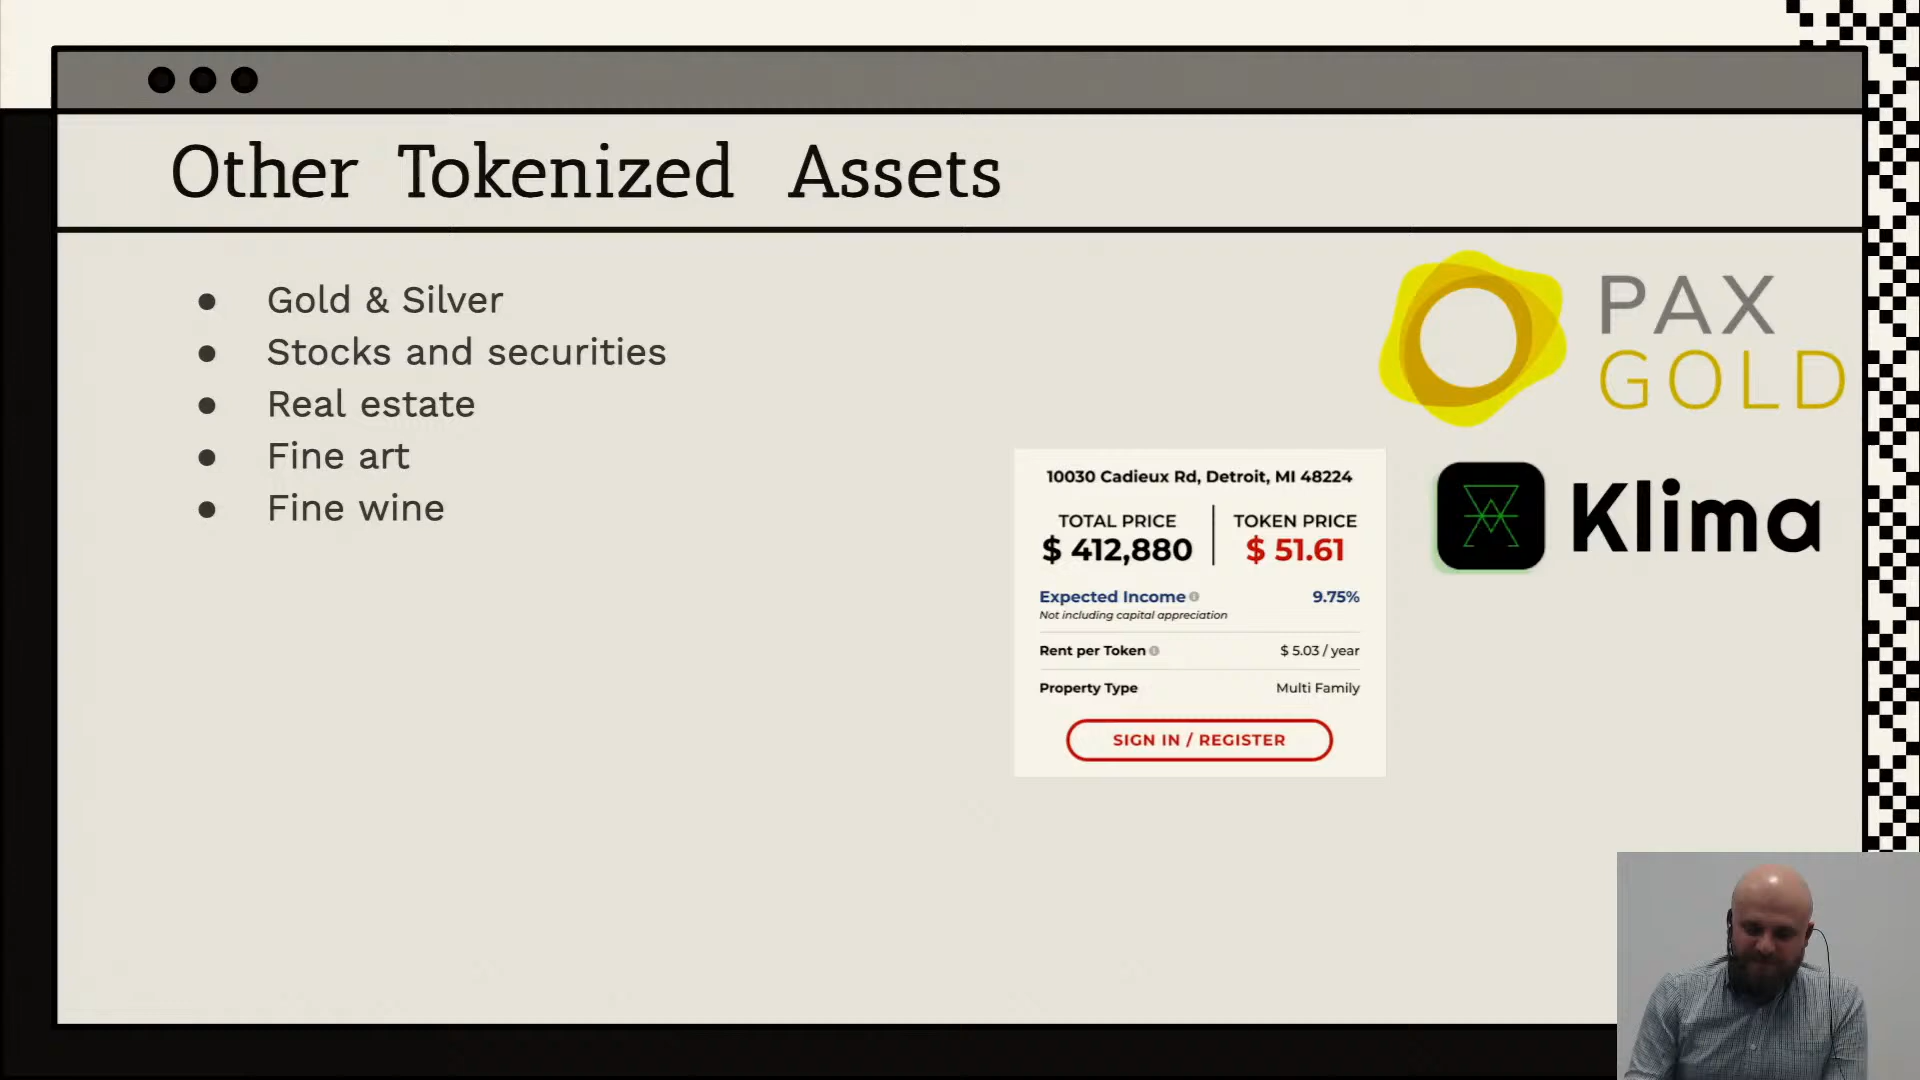 Other Tokenized Assets
● Gold & Silver
● Stocks and securities
● Real estate
● Fine art
● Fine wine
PAX
GOLD
Klima
10030 Cadieux Rd, Detroit, MI 48224
TOTAL PRICE TOKEN PRICE
$ 412,880 $ 51.61
Expected Income 9.75%
Not including capital appreciation
Rent per Token $ 5.03 / year
Property Type Multi Family
SIGN IN / REGISTER